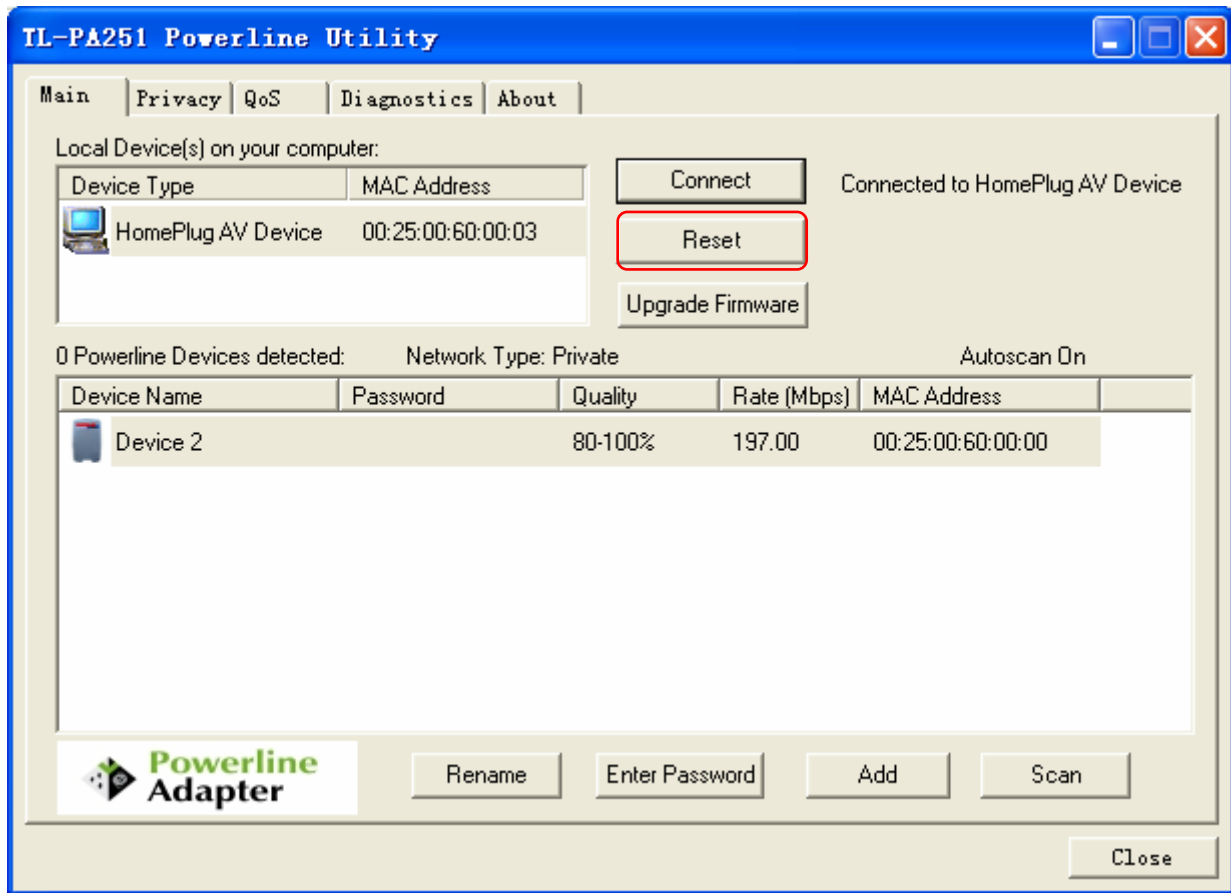 TL-PA251 Powerline Utility
Main Privacy QoS Diagnostics About
Local Device(s) on your computer:
Device Type MAC Address
HomePlug AV Device 00:25:00:60:00:03
Connect
Connected to HomePlug AV Device
Reset
Upgrade Firmware
0 Powerline Devices detected: Network Type: Private Autoscan On
Device Name Password Quality Rate (Mbps) MAC Address
Device 2 80-100% 197.00 00:25:00:60:00:00
Powerline
Adapter
Rename Enter Password Add Scan
Close